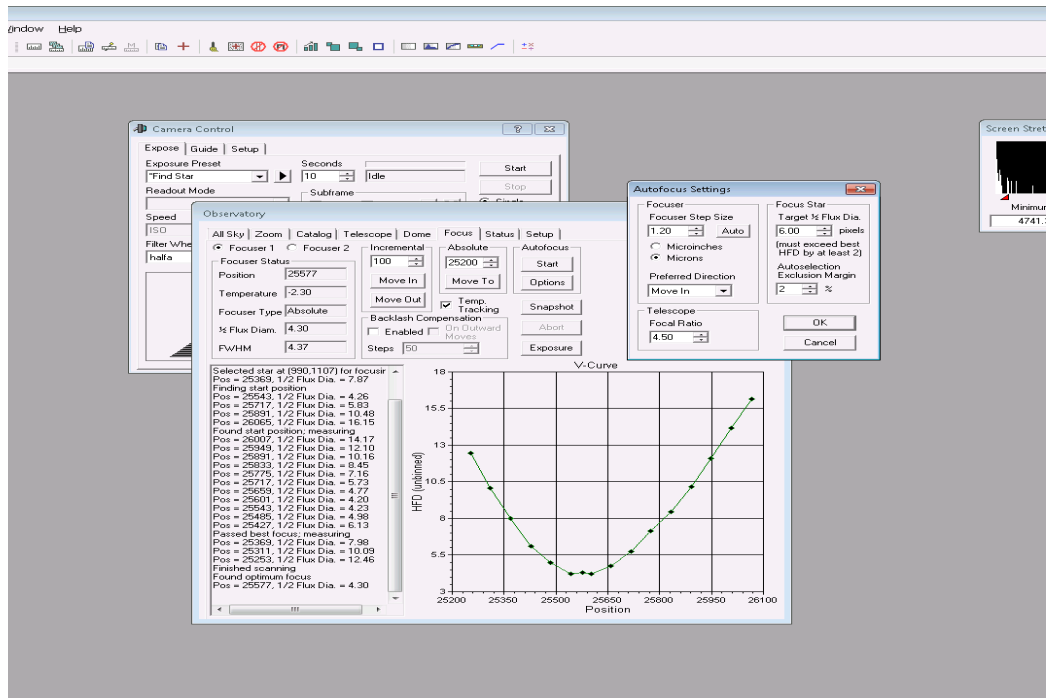 Window Help
Camera Control
Expose Guide Setup
Exposure Preset
Seconds
*Find Star
10
Idle
Start
Stop
Readout Mode
Subframe
Speed
ISO
Filter Whe
halfa
Observatory
All Sky Zoom Catalog Telescope Dome Focus Status Setup
Focuser 1 Focuser 2
Focuser Status
Position 25577
Temperature -2.30
Focuser Type Absolute
½ Flux Diam. 4.30
FWHM 4.37
Incremental
100
Move In
Move Out
Absolute
25200
Move To
Temp. Tracking
Autofocus
Start
Options
Snapshot
Abort
Exposure
Backlash Compensation
Enabled On Outward Moves
Steps 50
Selected star at (990,1107) for focusir
Pos = 25369, 1/2 Flux Dia. = 7.87
Finding start position
Pos = 25543, 1/2 Flux Dia. = 4.26
Pos = 25717, 1/2 Flux Dia. = 5.83
Pos = 25891, 1/2 Flux Dia. = 10.48
Pos = 26065, 1/2 Flux Dia. = 16.15
Found start position; measuring
Pos = 26007, 1/2 Flux Dia. = 14.17
Pos = 25949, 1/2 Flux Dia. = 12.10
Pos = 25891, 1/2 Flux Dia. = 10.16
Pos = 25833, 1/2 Flux Dia. = 8.45
Pos = 25775, 1/2 Flux Dia. = 7.16
Pos = 25717, 1/2 Flux Dia. = 5.73
Pos = 25659, 1/2 Flux Dia. = 4.77
Pos = 25601, 1/2 Flux Dia. = 4.20
Pos = 25543, 1/2 Flux Dia. = 4.23
Pos = 25485, 1/2 Flux Dia. = 4.98
Pos = 25427, 1/2 Flux Dia. = 6.13
Passed best focus; measuring
Pos = 25369, 1/2 Flux Dia. = 7.98
Pos = 25311, 1/2 Flux Dia. = 10.09
Pos = 25253, 1/2 Flux Dia. = 12.46
Finished scanning
Found optimum focus
Pos = 25577, 1/2 Flux Dia. = 4.30
V-Curve
HFD (unbinned)
18
15.5
13
10.5
8
5.5
3
25200 25350 25500 25650 25800 25950 26100
Position
Autofocus Settings
Focuser
Focuser Step Size
1.20 Auto
Microinches
Microns
Preferred Direction
Move In
Telescope
Focal Ratio
4.50
Focus Star
Target ½ Flux Dia.
6.00 pixels
(must exceed best
HFD by at least 2)
Autoselection
Exclusion Margin
2 %
OK
Cancel
Screen Stret
Minimur
4741.